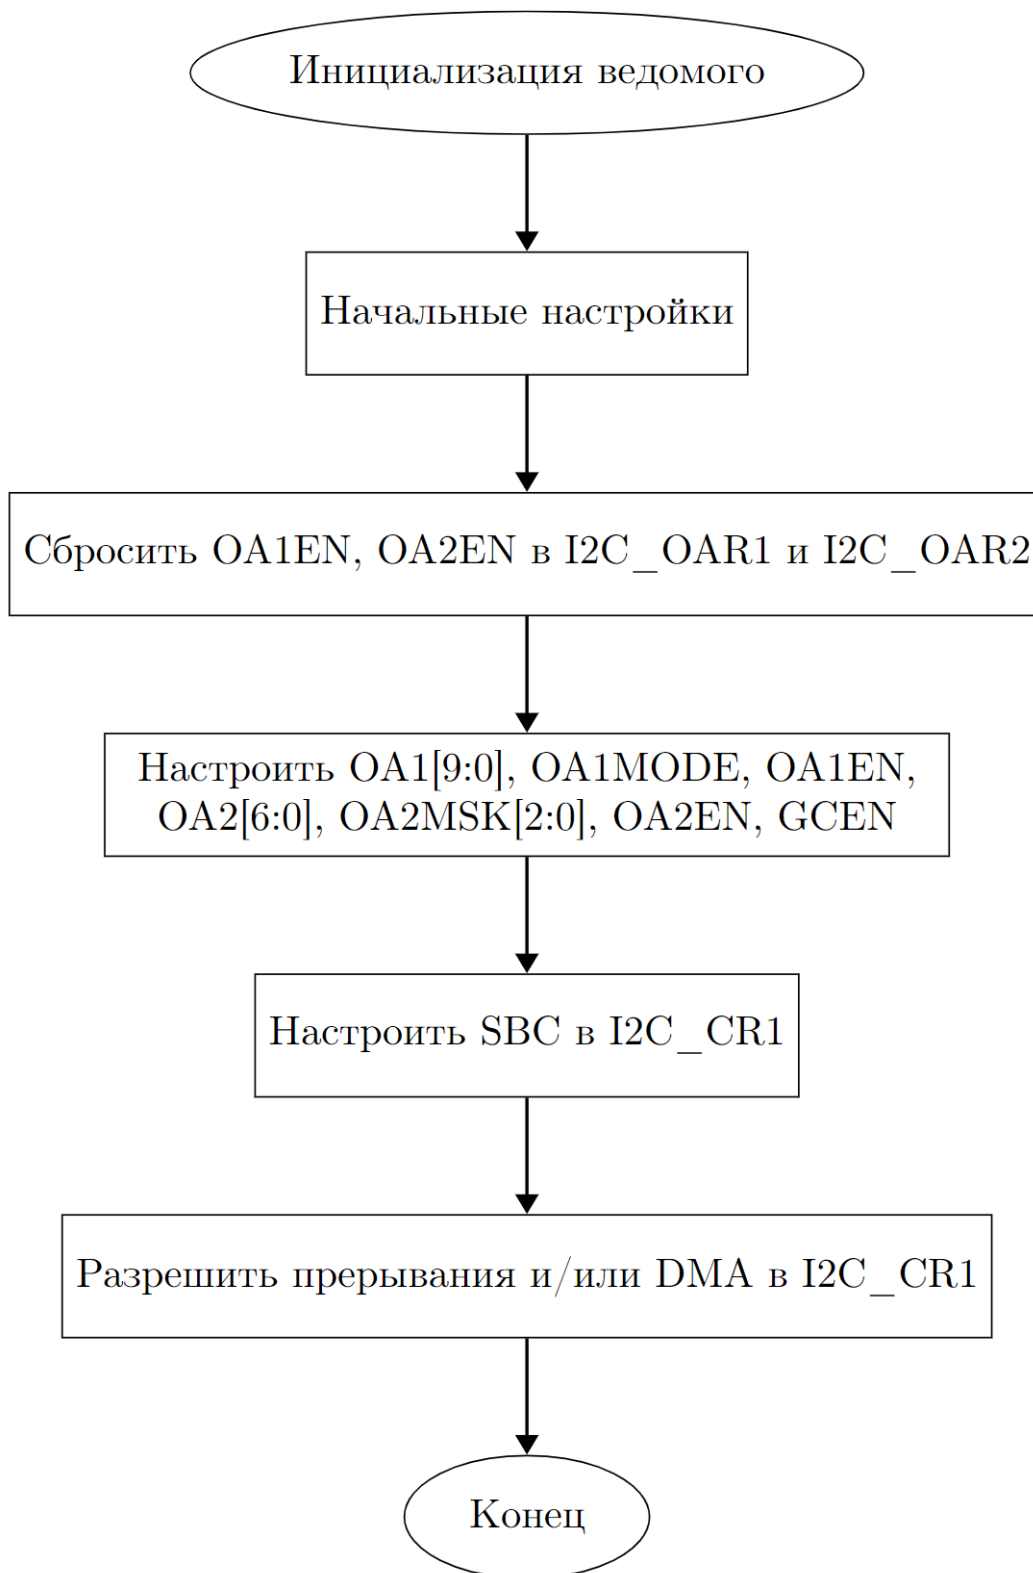 Инициализация ведомого
Начальные настройки
Сбросить OA1EN, OA2EN в I2C_OAR1 и I2C_OAR2
Настроить OA1[9:0], OA1MODE, OA1EN,
OA2[6:0], OA2MSK[2:0], OA2EN, GCEN
Настроить SBC в I2C_CR1
Разрешить прерывания и/или DMA в I2C_CR1
Конец